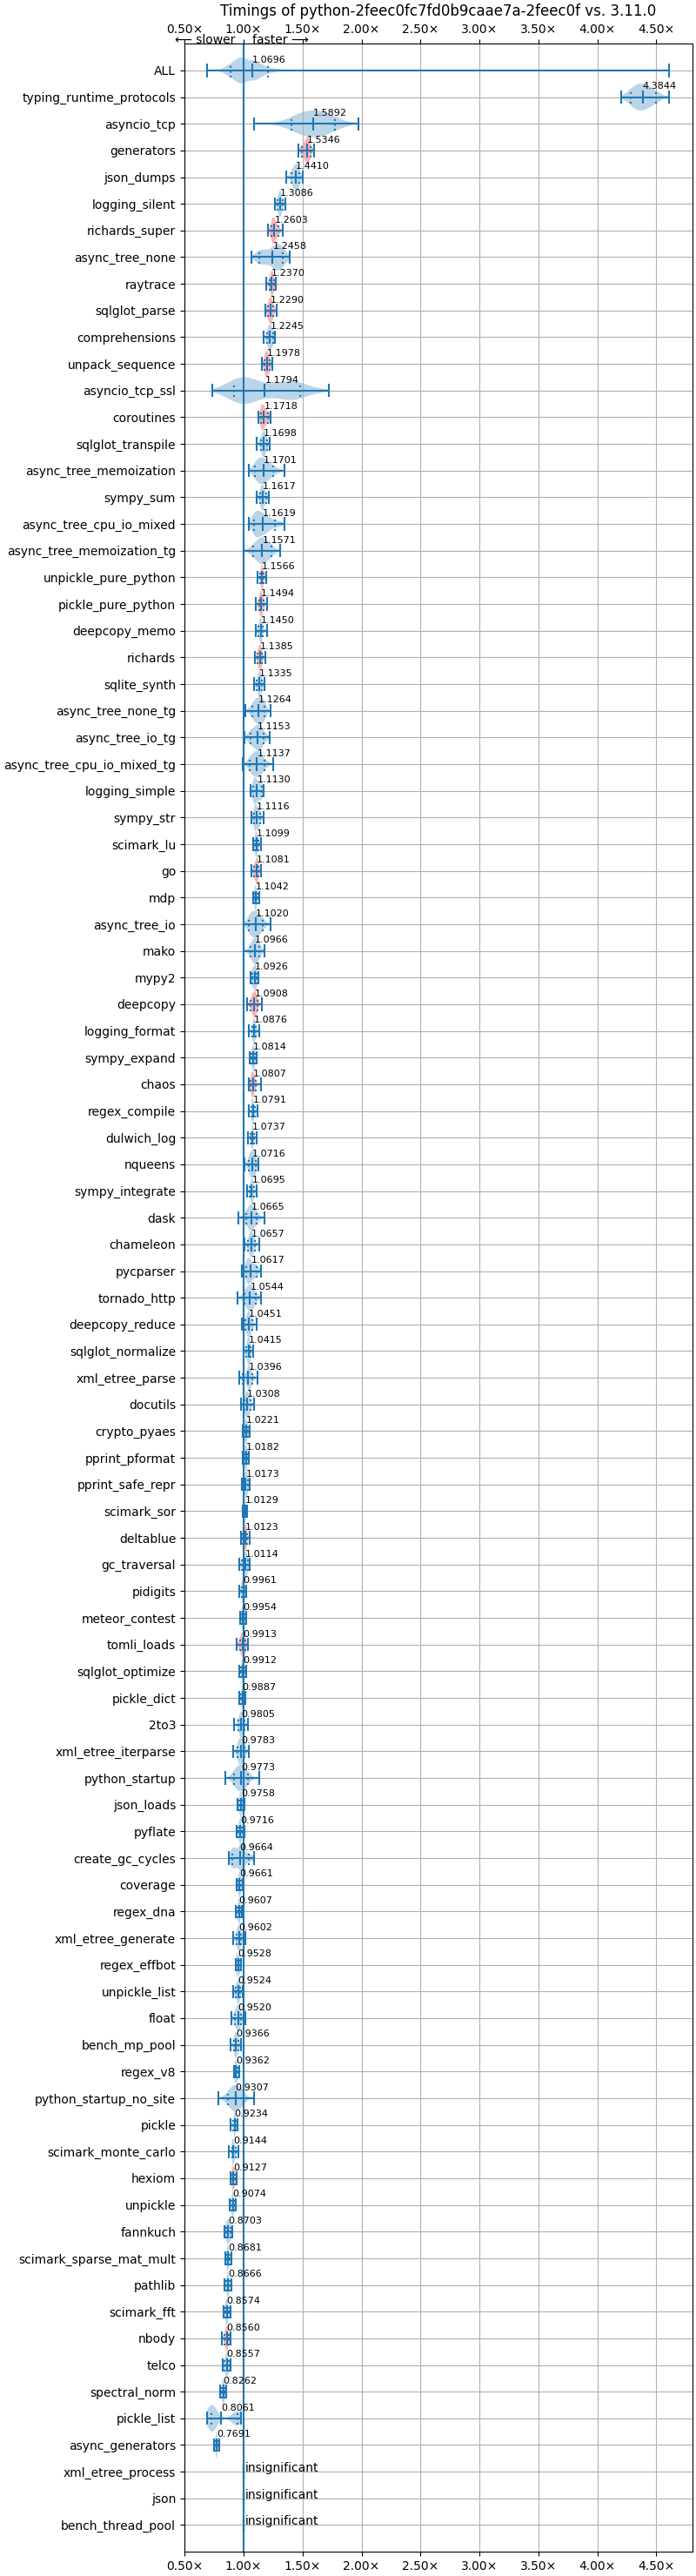 Timings of python-2feec0fc7fd0b9caae7a-2feec0f vs. 3.11.0
0.50× 1.00× 1.50× 2.00× 2.50× 3.00× 3.50× 4.00× 4.50×
⟵ slower faster ⟶
ALL 1.0696
typing_runtime_protocols 4.3844
asyncio_tcp 1.5892
generators 1.5346
json_dumps 1.4410
logging_silent 1.3086
richards_super 1.2603
async_tree_none 1.2458
raytrace 1.2370
sqlglot_parse 1.2290
comprehensions 1.2245
unpack_sequence 1.1978
asyncio_tcp_ssl 1.1794
coroutines 1.1718
sqlglot_transpile 1.1698
async_tree_memoization 1.1701
sympy_sum 1.1617
async_tree_cpu_io_mixed 1.1619
async_tree_memoization_tg 1.1571
unpickle_pure_python 1.1566
pickle_pure_python 1.1494
deepcopy_memo 1.1450
richards 1.1385
sqlite_synth 1.1335
async_tree_none_tg 1.1264
async_tree_io_tg 1.1153
async_tree_cpu_io_mixed_tg 1.1137
logging_simple 1.1130
sympy_str 1.1116
scimark_lu 1.1099
go 1.1081
mdp 1.1042
async_tree_io 1.1020
mako 1.0966
mypy2 1.0926
deepcopy 1.0908
logging_format 1.0876
sympy_expand 1.0814
chaos 1.0807
regex_compile 1.0791
dulwich_log 1.0737
nqueens 1.0716
sympy_integrate 1.0695
dask 1.0665
chameleon 1.0657
pycparser 1.0617
tornado_http 1.0544
deepcopy_reduce 1.0451
sqlglot_normalize 1.0415
xml_etree_parse 1.0396
docutils 1.0308
crypto_pyaes 1.0221
pprint_pformat 1.0182
pprint_safe_repr 1.0173
scimark_sor 1.0129
deltablue 1.0123
gc_traversal 1.0114
pidigits 0.9961
meteor_contest 0.9954
tomli_loads 0.9913
sqlglot_optimize 0.9912
pickle_dict 0.9887
2to3 0.9805
xml_etree_iterparse 0.9783
python_startup 0.9773
json_loads 0.9758
pyflate 0.9716
create_gc_cycles 0.9664
coverage 0.9661
regex_dna 0.9607
xml_etree_generate 0.9602
regex_effbot 0.9528
unpickle_list 0.9524
float 0.9520
bench_mp_pool 0.9366
regex_v8 0.9362
python_startup_no_site 0.9307
pickle 0.9234
scimark_monte_carlo 0.9144
hexiom 0.9127
unpickle 0.9074
fannkuch 0.8703
scimark_sparse_mat_mult 0.8681
pathlib 0.8666
scimark_fft 0.8574
nbody 0.8560
telco 0.8557
spectral_norm 0.8262
pickle_list 0.8061
async_generators 0.7691
xml_etree_process insignificant
json insignificant
bench_thread_pool insignificant
0.50× 1.00× 1.50× 2.00× 2.50× 3.00× 3.50× 4.00× 4.50×